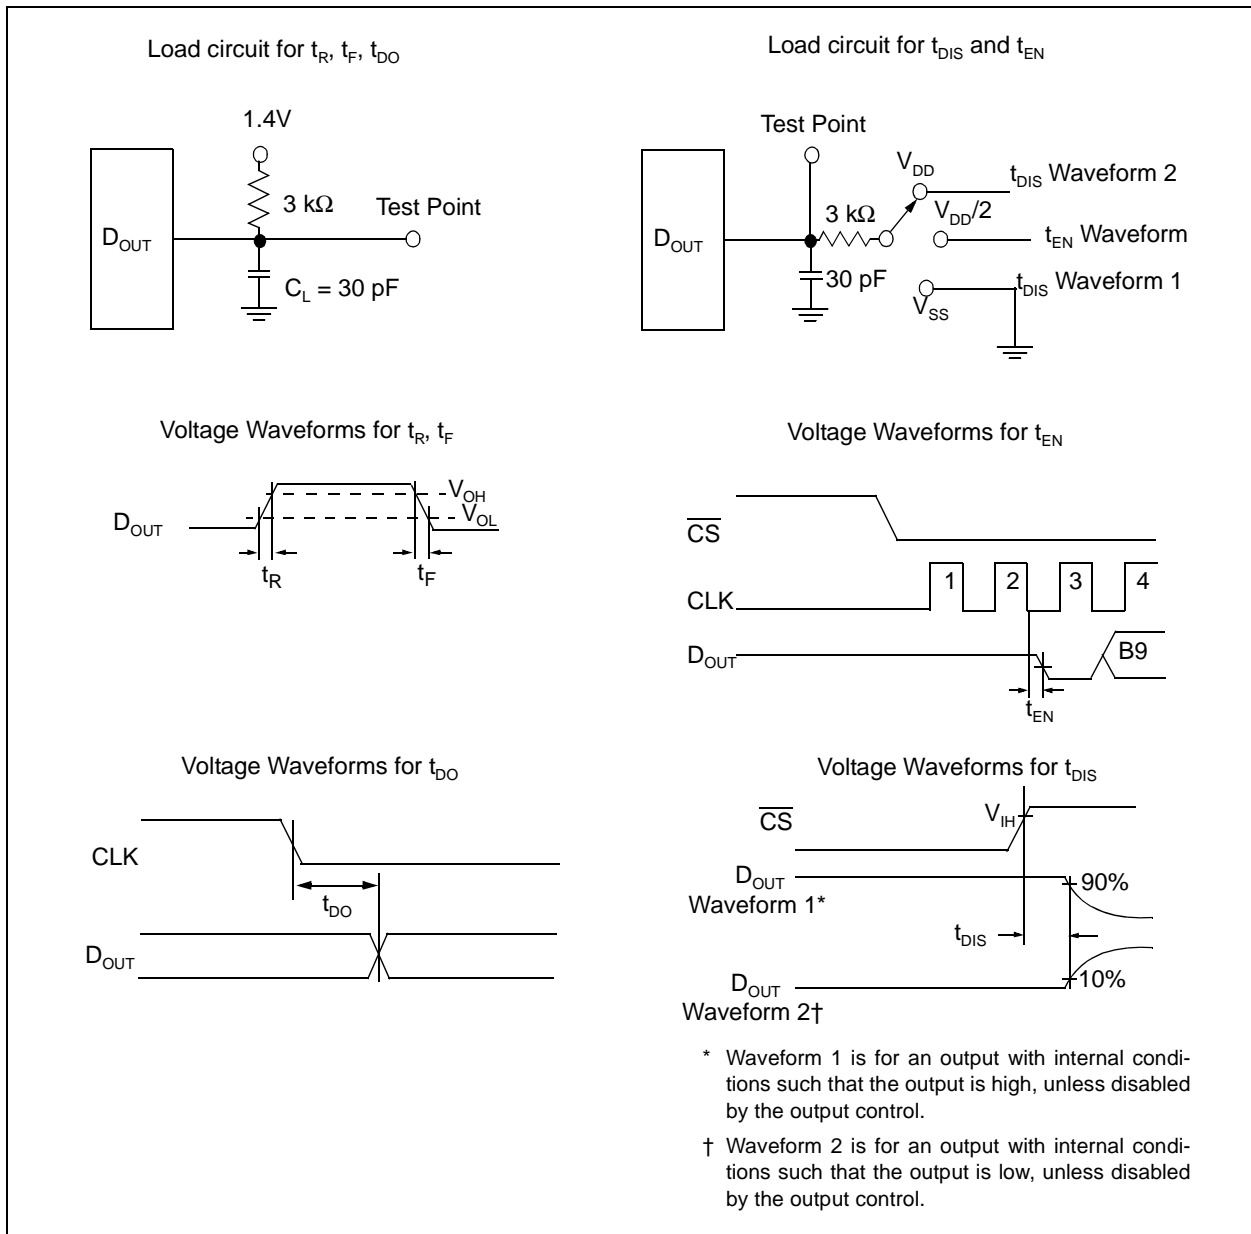 Load circuit for tR, tF, tDO
1.4V
3 kΩ
Test Point
DOUT
CL = 30 pF
Load circuit for tDIS and tEN
Test Point
VDD
tDIS Waveform 2
3 kΩ
VDD/2
DOUT
tEN Waveform
30 pF
tDIS Waveform 1
VSS
Voltage Waveforms for tR, tF
VOH
DOUT
VOL
tR
tF
Voltage Waveforms for tEN
CS
1 2 3 4
CLK
DOUT
B9
tEN
Voltage Waveforms for tDO
CLK
tDO
DOUT
Voltage Waveforms for tDIS
VIH
CS
DOUT
90%
Waveform 1*
tDIS
DOUT
10%
Waveform 2†
* Waveform 1 is for an output with internal condi-
tions such that the output is high, unless disabled
by the output control.
† Waveform 2 is for an output with internal condi-
tions such that the output is low, unless disabled
by the output control.